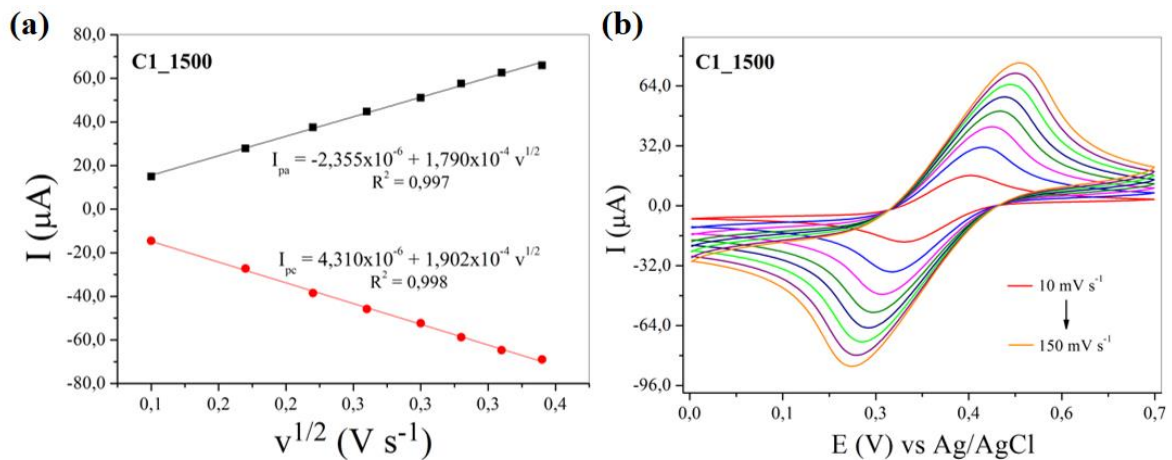 (a)
C1_1500
80,0
60,0
40,0
20,0
0,0
-20,0
-40,0
-60,0
-80,0
I (μA)
I_pa = -2,355x10^-6 + 1,790x10^-4 v^1/2
R^2 = 0,997
I_pc = 4,310x10^-6 + 1,902x10^-4 v^1/2
R^2 = 0,998
0,1 0,2 0,2 0,3 0,3 0,3 0,4
v^1/2 (V s^-1)
(b)
C1_1500
64,0
32,0
0,0
-32,0
-64,0
-96,0
I (μA)
10 mV s^-1
150 mV s^-1
0,0 0,1 0,3 0,4 0,6 0,7
E (V) vs Ag/AgCl